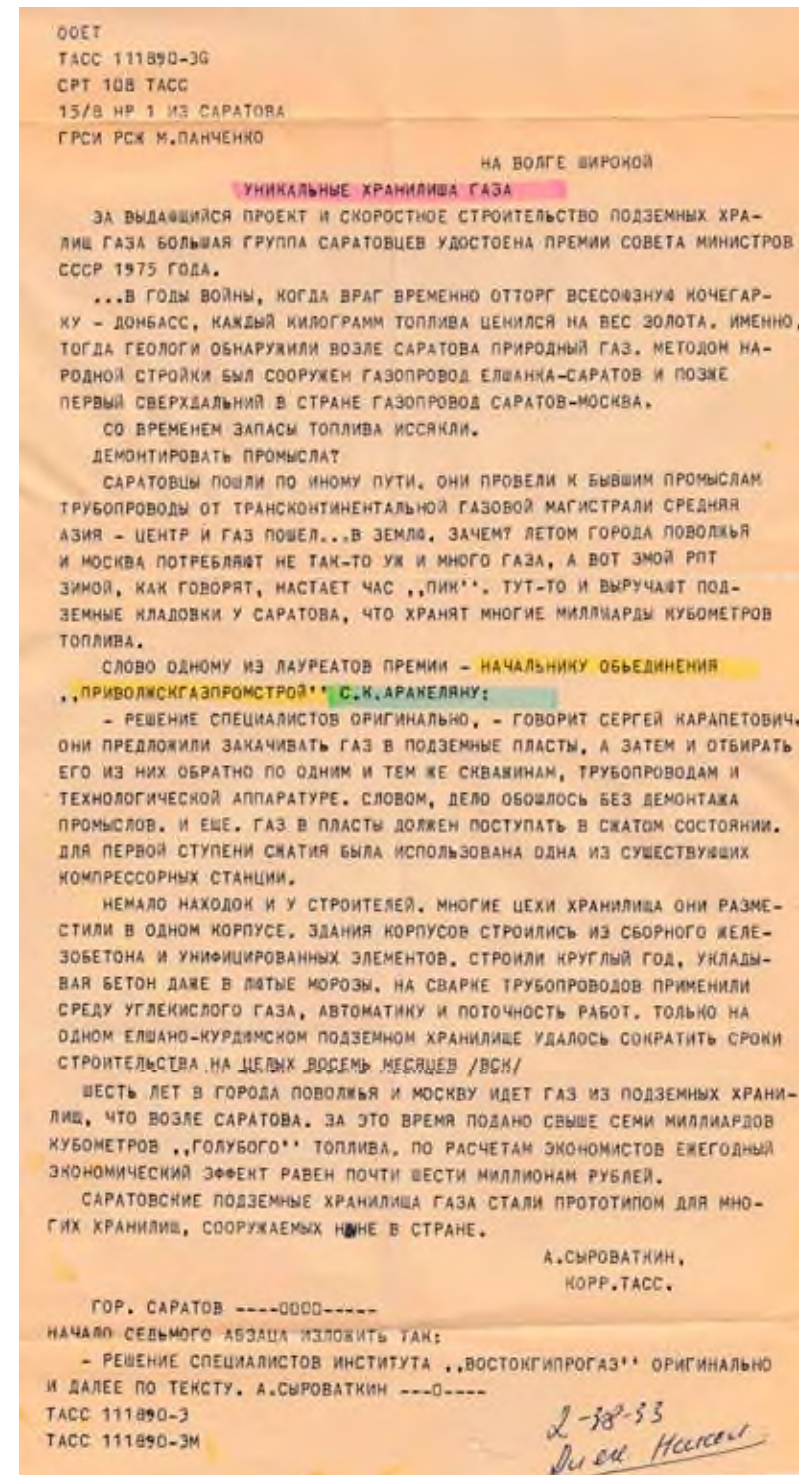 ООЕТ
ТАСС 111890-3G
СРТ 108 ТАСС
15/8 НР 1 ИЗ САРАТОВА
ГРСИ РСЖ М.ПАНЧЕНКО
НА ВОЛГЕ ШИРОКОЙ
УНИКАЛЬНЫЕ ХРАНИЛИЩА ГАЗА
ЗА ВЫДАЮЩИЙСЯ ПРОЕКТ И СКОРОСТНОЕ СТРОИТЕЛЬСТВО ПОДЗЕМНЫХ ХРА-
ЛИЩ ГАЗА БОЛЬШАЯ ГРУППА САРАТОВЦЕВ УДОСТОЕНА ПРЕМИИ СОВЕТА МИНИСТРОВ
СССР 1975 ГОДА.
...В ГОДЫ ВОЙНЫ, КОГДА ВРАГ ВРЕМЕННО ОТТОРГ ВСЕСОЮЗНУЮ КОЧЕГАР-
КУ - ДОНБАСС, КАЖДЫЙ КИЛОГРАММ ТОПЛИВА ЦЕНИЛСЯ НА ВЕС ЗОЛОТА. ИМЕННО,
ТОГДА ГЕОЛОГИ ОБНАРУЖИЛИ ВОЗЛЕ САРАТОВА ПРИРОДНЫЙ ГАЗ. МЕТОДОМ НА-
РОДНОЙ СТРОЙКИ БЫЛ СООРУЖЕН ГАЗОПРОВОД ЕЛШАНКА-САРАТОВ И ПОЗЖЕ
ПЕРВЫЙ СВЕРХДАЛЬНИЙ В СТРАНЕ ГАЗОПРОВОД САРАТОВ-МОСКВА.
СО ВРЕМЕНЕМ ЗАПАСЫ ТОПЛИВА ИССЯКЛИ.
ДЕМОНТИРОВАТЬ ПРОМЫСЛА?
САРАТОВЦЫ ПОШЛИ ПО ИНОМУ ПУТИ. ОНИ ПРОВЕЛИ К БЫВШИМ ПРОМЫСЛАМ
ТРУБОПРОВОДЫ ОТ ТРАНСКОНТИНЕНТАЛЬНОЙ ГАЗОВОЙ МАГИСТРАЛИ СРЕДНЯЯ
АЗИЯ - ЦЕНТР И ГАЗ ПОШЕЛ...В ЗЕМЛЮ. ЗАЧЕМ? ЛЕТОМ ГОРОДА ПОВОЛЖЬЯ
И МОСКВА ПОТРЕБЛЯЮТ НЕ ТАК-ТО УЖ И МНОГО ГАЗА, А ВОТ ЗМОЙ РПТ
ЗИМОЙ, КАК ГОВОРЯТ, НАСТАЕТ ЧАС ,,ПИК''. ТУТ-ТО И ВЫРУЧАЮТ ПОД-
ЗЕМНЫЕ КЛАДОВКИ У САРАТОВА, ЧТО ХРАНЯТ МНОГИЕ МИЛЛИАРДЫ КУБОМЕТРОВ
ТОПЛИВА.
СЛОВО ОДНОМУ ИЗ ЛАУРЕАТОВ ПРЕМИИ - НАЧАЛЬНИКУ ОБЬЕДИНЕНИЯ
,,ПРИВОЛЖСКГАЗПРОМСТРОЙ'' С.К.АРАКЕЛЯНУ:
- РЕШЕНИЕ СПЕЦИАЛИСТОВ ОРИГИНАЛЬНО, - ГОВОРИТ СЕРГЕЙ КАРАПЕТОВИЧ.
ОНИ ПРЕДЛОЖИЛИ ЗАКАЧИВАТЬ ГАЗ В ПОДЗЕМНЫЕ ПЛАСТЫ, А ЗАТЕМ И ОТБИРАТЬ
ЕГО ИЗ НИХ ОБРАТНО ПО ОДНИМ И ТЕМ ЖЕ СКВАЖИНАМ, ТРУБОПРОВОДАМ И
ТЕХНОЛОГИЧЕСКОЙ АППАРАТУРЕ. СЛОВОМ, ДЕЛО ОБОШЛОСЬ БЕЗ ДЕМОНТАЖА
ПРОМЫСЛОВ. И ЕЩЕ. ГАЗ В ПЛАСТЫ ДОЛЖЕН ПОСТУПАТЬ В СЖАТОМ СОСТОЯНИИ.
ДЛЯ ПЕРВОЙ СТУПЕНИ СЖАТИЯ БЫЛА ИСПОЛЬЗОВАНА ОДНА ИЗ СУЩЕСТВУЮЩИХ
КОМПРЕССОРНЫХ СТАНЦИИ.
НЕМАЛО НАХОДОК И У СТРОИТЕЛЕЙ. МНОГИЕ ЦЕХИ ХРАНИЛИЩА ОНИ РАЗМЕ-
СТИЛИ В ОДНОМ КОРПУСЕ. ЗДАНИЯ КОРПУСОВ СТРОИЛИСЬ ИЗ СБОРНОГО ЖЕЛЕ-
ЗОБЕТОНА И УНИФИЦИРОВАННЫХ ЭЛЕМЕНТОВ. СТРОИЛИ КРУГЛЫЙ ГОД, УКЛАДЫ-
ВАЯ БЕТОН ДАЖЕ В ЛЮТЫЕ МОРОЗЫ. НА СВАРКЕ ТРУБОПРОВОДОВ ПРИМЕНИЛИ
СРЕДУ УГЛЕКИСЛОГО ГАЗА, АВТОМАТИКУ И ПОТОЧНОСТЬ РАБОТ. ТОЛЬКО НА
ОДНОМ ЕЛШАНО-КУРДЮМСКОМ ПОДЗЕМНОМ ХРАНИЛИЩЕ УДАЛОСЬ СОКРАТИТЬ СРОКИ
СТРОИТЕЛЬСТВА НА ЦЕЛЫХ ВОСЕМЬ МЕСЯЦЕВ /ВСК/
ШЕСТЬ ЛЕТ В ГОРОДА ПОВОЛЖЬЯ И МОСКВУ ИДЕТ ГАЗ ИЗ ПОДЗЕМНЫХ ХРАНИ-
ЛИЩ, ЧТО ВОЗЛЕ САРАТОВА. ЗА ЭТО ВРЕМЯ ПОДАНО СВЫШЕ СЕМИ МИЛЛИАРДОВ
КУБОМЕТРОВ ,,ГОЛУБОГО'' ТОПЛИВА. ПО РАСЧЕТАМ ЭКОНОМИСТОВ ЕЖЕГОДНЫЙ
ЭКОНОМИЧЕСКИЙ ЭФФЕКТ РАВЕН ПОЧТИ ШЕСТИ МИЛЛИОНАМ РУБЛЕЙ.
САРАТОВСКИЕ ПОДЗЕМНЫЕ ХРАНИЛИЩА ГАЗА СТАЛИ ПРОТОТИПОМ ДЛЯ МНО-
ГИХ ХРАНИЛИЩ, СООРУЖАЕМЫХ НЫНЕ В СТРАНЕ.
А.СЫРОВАТКИН,
КОРР.ТАСС.
ГОР. САРАТОВ ----0000-----
НАЧАЛО СЕДЬМОГО АБЗАЦА ИЗЛОЖИТЬ ТАК:
- РЕШЕНИЕ СПЕЦИАЛИСТОВ ИНСТИТУТА ,,ВОСТОКГИПРОГАЗ'' ОРИГИНАЛЬНО
И ДАЛЕЕ ПО ТЕКСТУ. А.СЫРОВАТКИН ---0----
ТАСС 111890-3
ТАСС 111890-3М
2-38-33